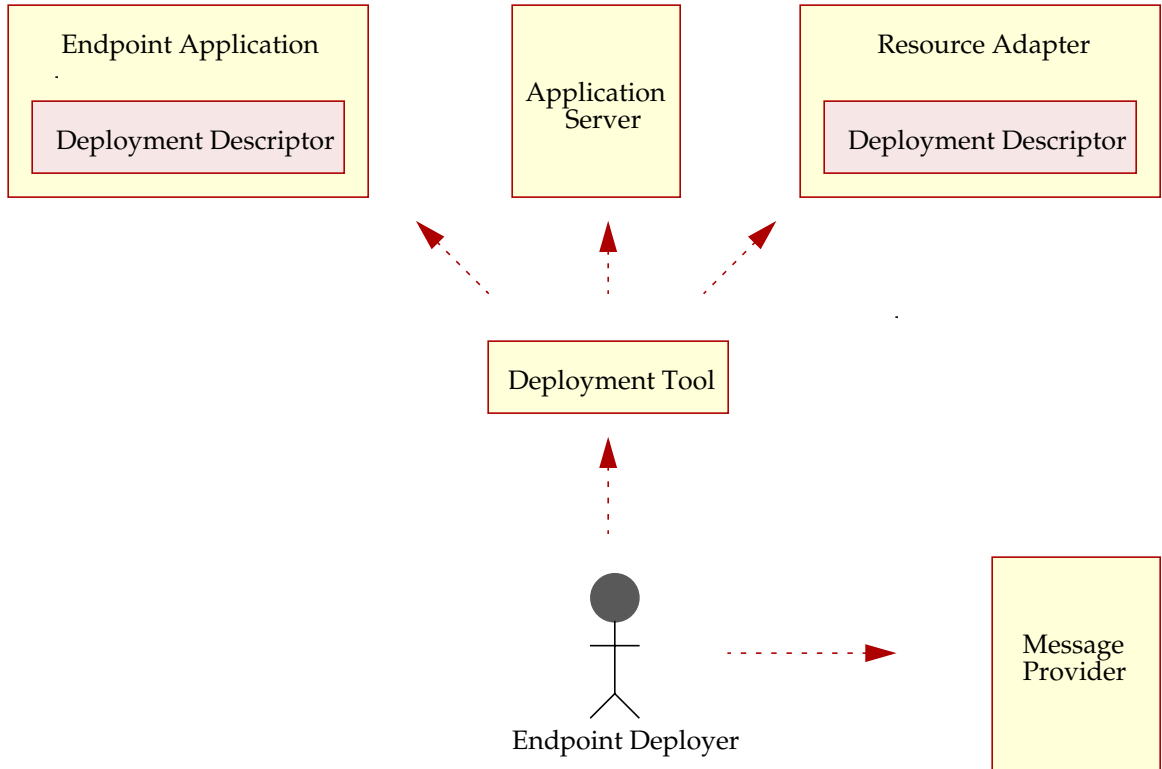 Endpoint Application
Resource Adapter
Application
Server
Deployment Descriptor
Deployment Descriptor
Deployment Tool
Message
Provider
Endpoint Deployer